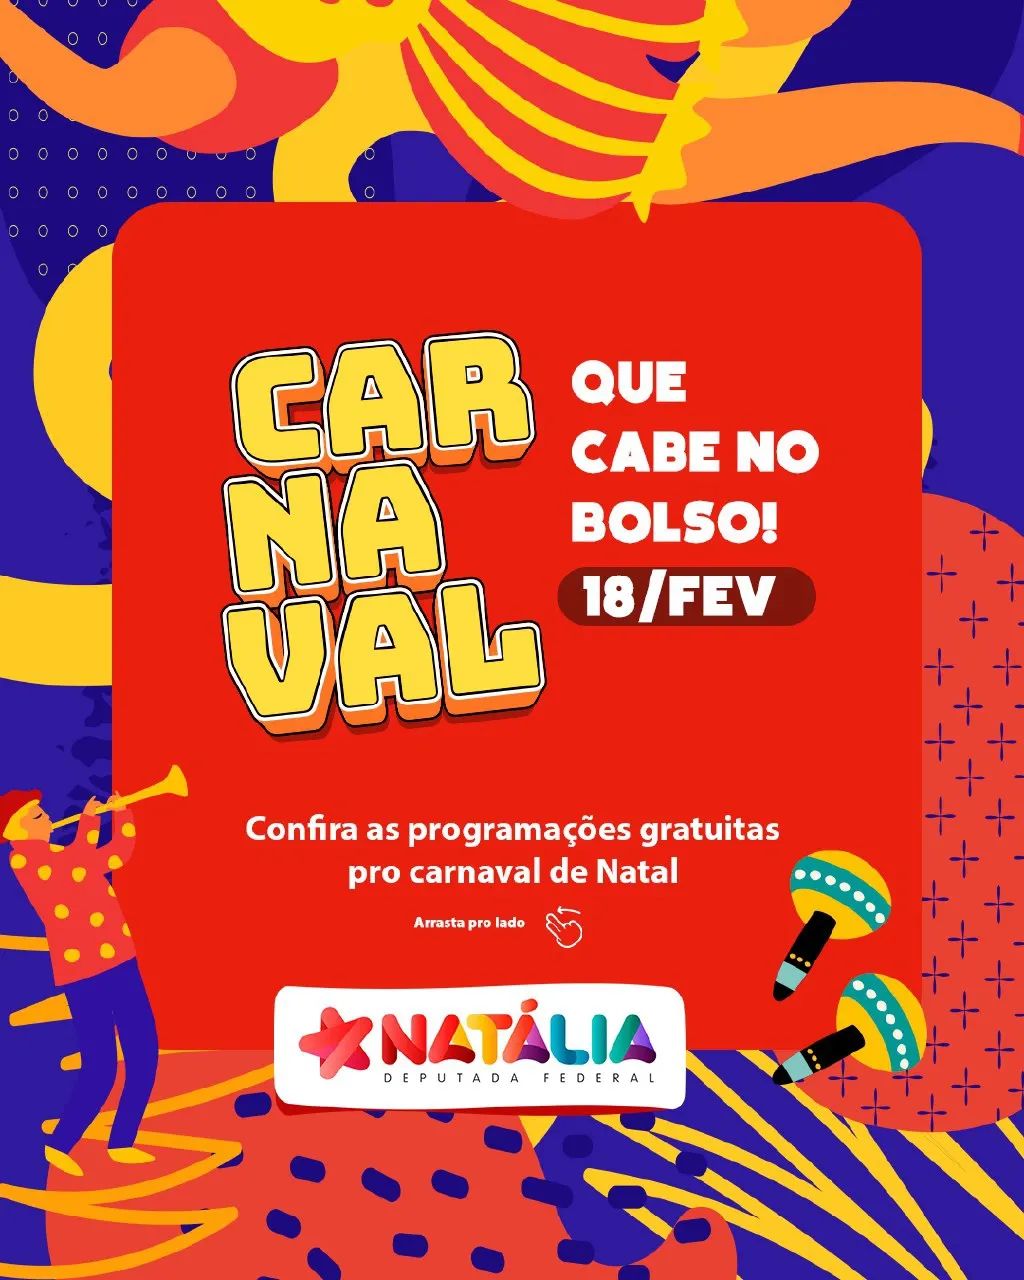 CAR
NA
VAL
QUE
CABE NO
BOLSO!
18/FEV
Confira as programações gratuitas
pro carnaval de Natal
Arrasta pro lado
NATÁLIA
DEPUTADA FEDERAL